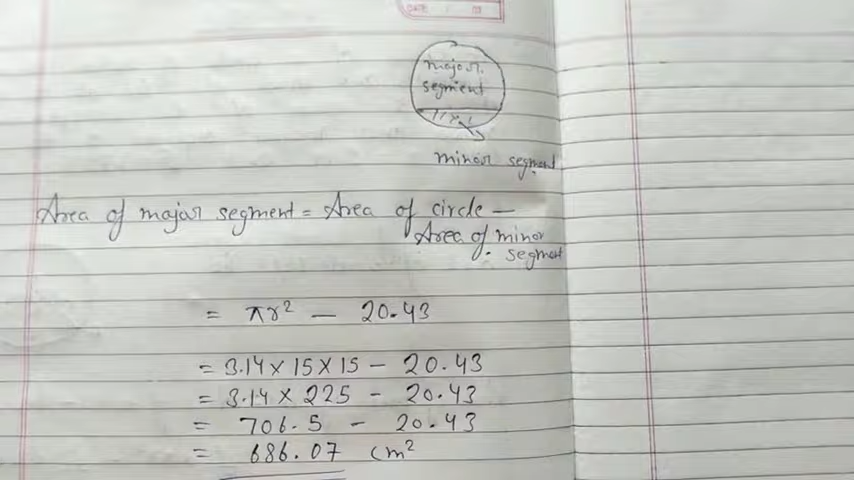 DATE
major
segment
minor segment
Area of major segment = Area of circle –
Area of minor
segment
= πr² – 20.43
= 3.14 × 15 × 15 – 20.43
= 3.14 × 225 – 20.43
= 706.5 – 20.43
= 686.07 cm²